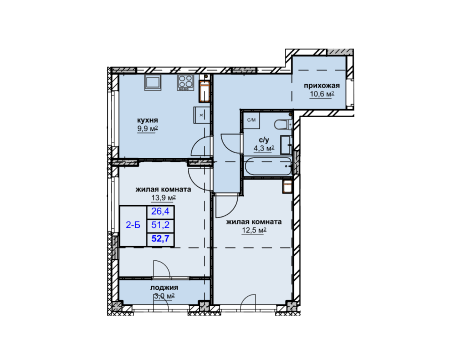 прихожая
10,6 м²
кухня
9,9 м²
С/М
С/М
с/у
4,3 м²
жилая комната
13,9 м²
2-Б
26,4
51,2
52,7
жилая комната
12,5 м²
лоджия
3,0 м²